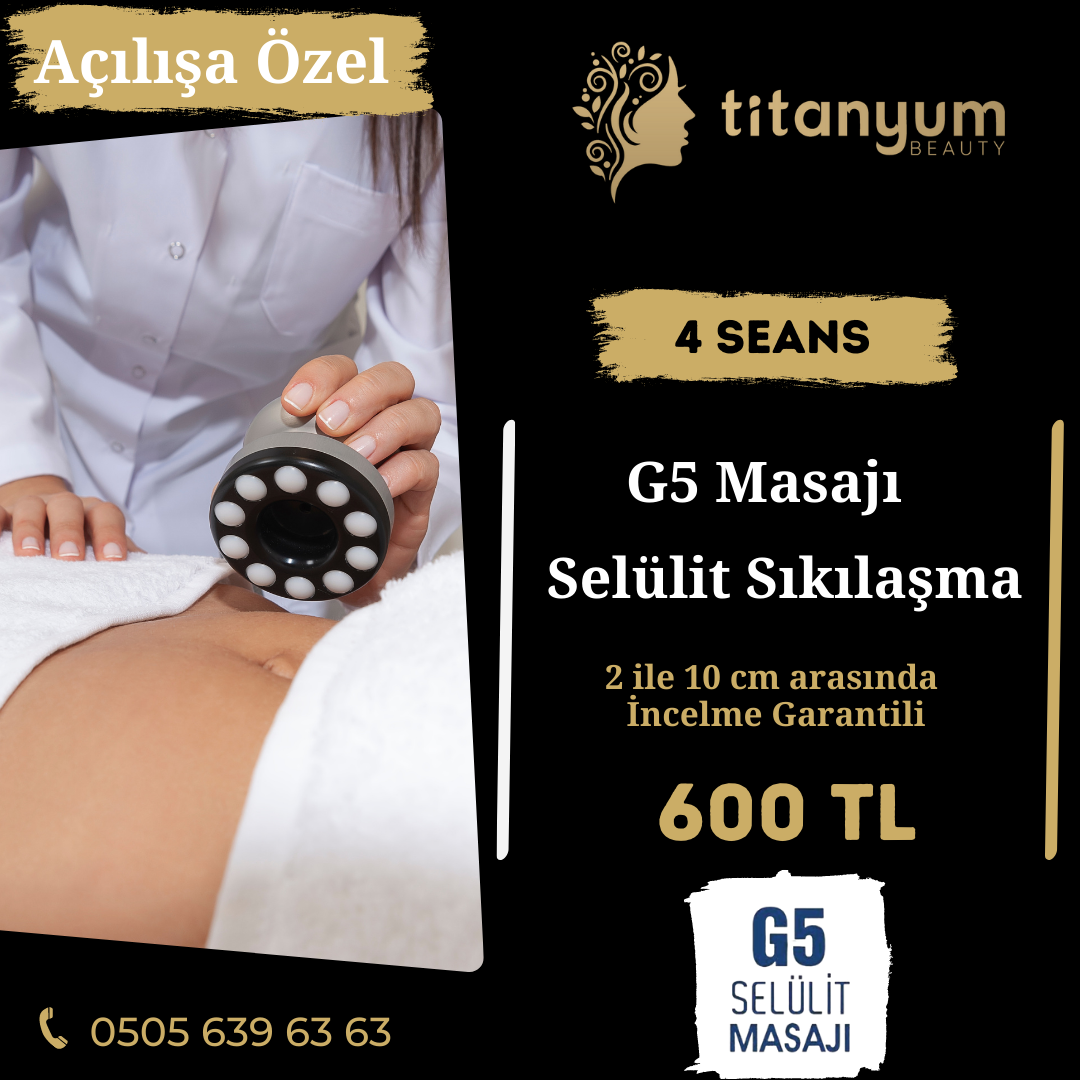 Açılışa Özel
titanyum
BEAUTY
4 SEANS
G5 Masajı
Selülit Sıkılaşma
2 ile 10 cm arasında
İncelme Garantili
600 TL
G5
SELÜLİT
MASAJI
0505 639 63 63